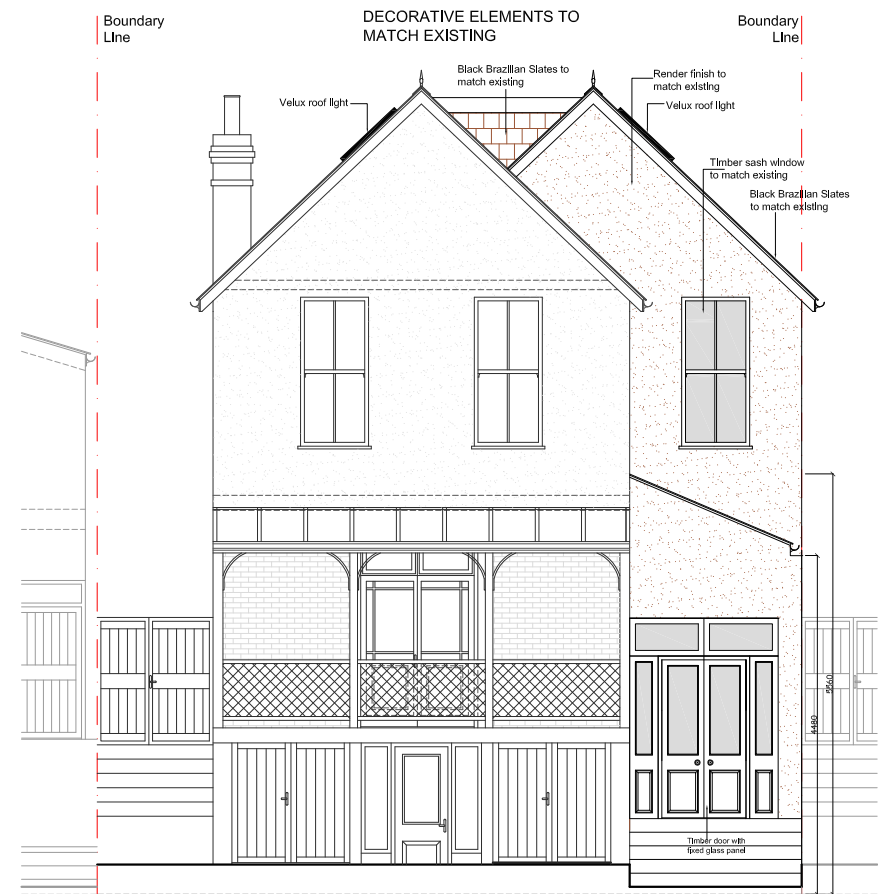 Boundary
Line
DECORATIVE ELEMENTS TO
MATCH EXISTING
Boundary
Line
Black Brazilian Slates to
match existing
Render finish to
match existing
Velux roof light
Velux roof light
Timber sash window
to match existing
Black Brazilian Slates
to match existing
4480
Timber door with
fixed glass panel